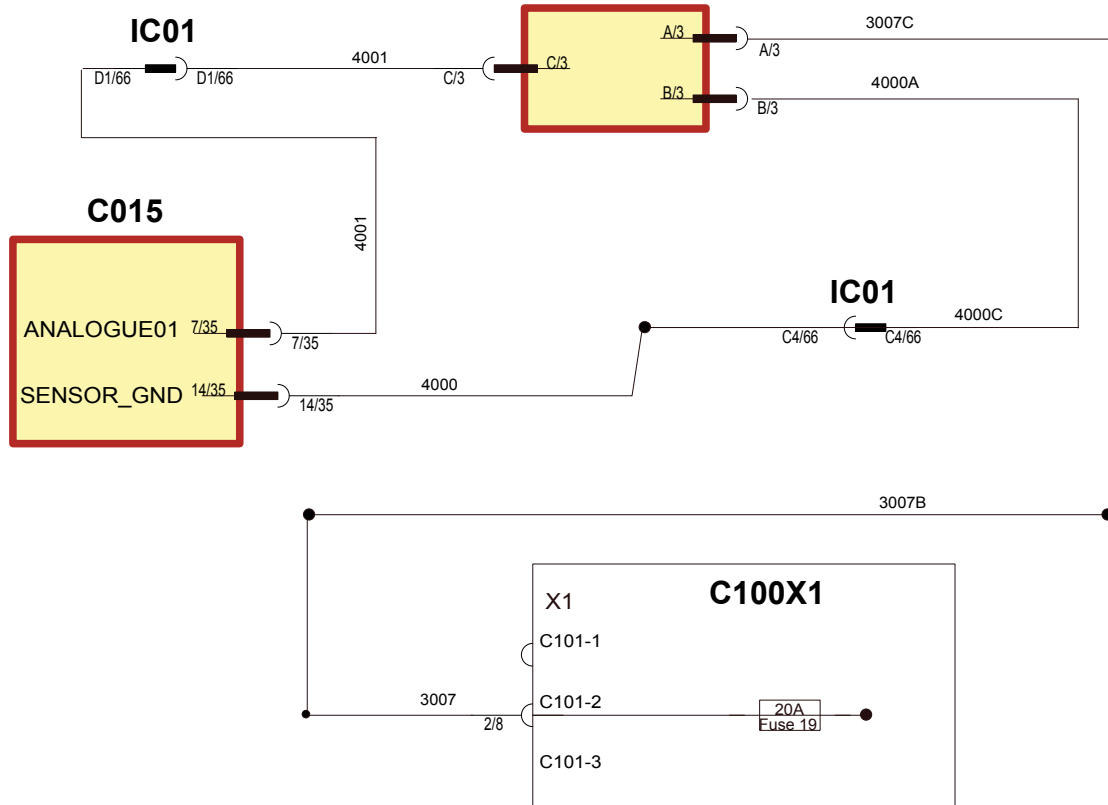 IC01
D1/66
D1/66
4001
C/3
C/3
A/3
A/3
3007C
B/3
B/3
4000A
4001
C015
ANALOGUE01
7/35
7/35
SENSOR_GND
14/35
14/35
4000
IC01
C4/66
C4/66
4000C
3007B
C100X1
X1
C101-1
C101-2
3007
2/8
20A
Fuse 19
C101-3